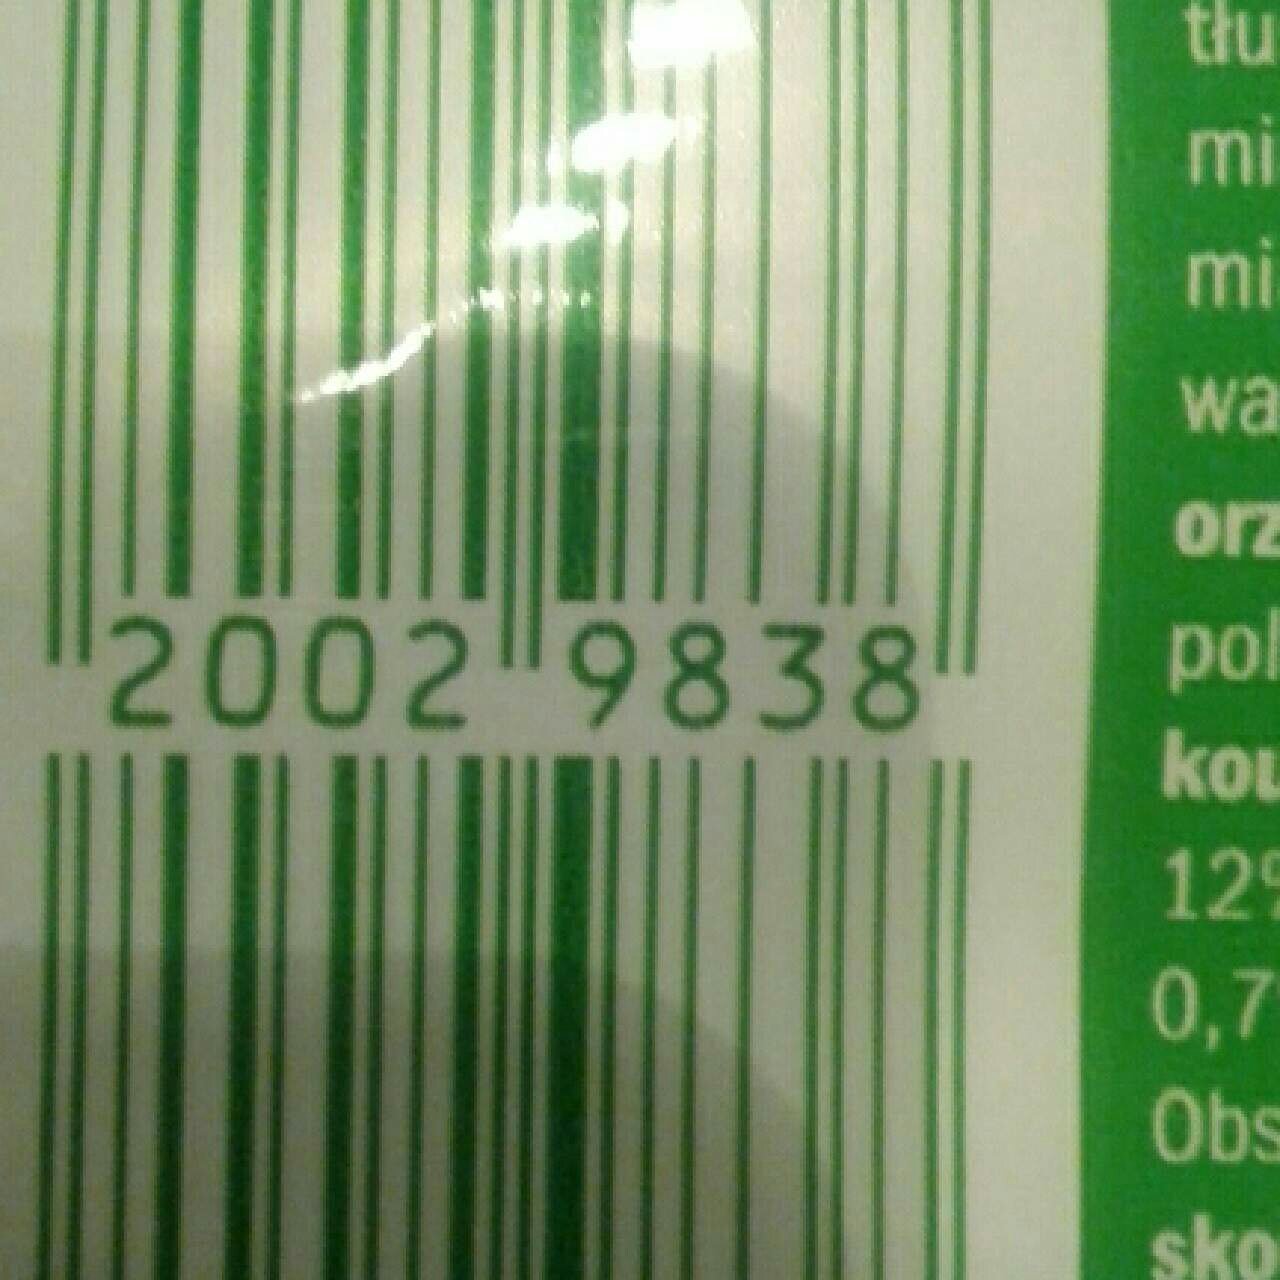 tłu
mi
mi
wa
orz
pol
2002 9838
kou
12%
0,7
Obs
sko